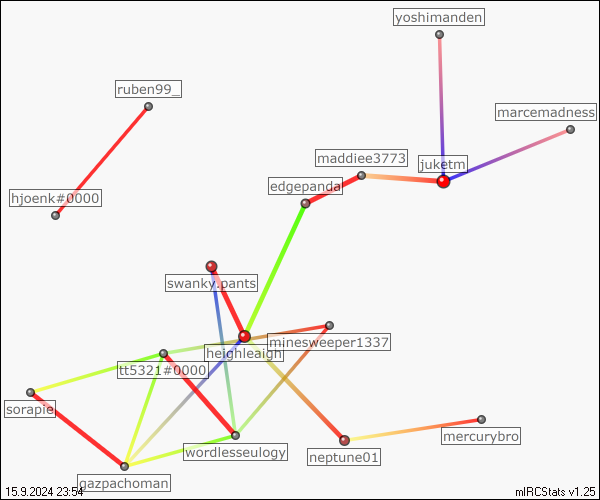 yoshimanden
ruben99_
marcemadness
maddiee3773
juketm
edgepanda
hjoenk#0000
swanky.pants
minesweeper1337
heighleaigh
tt5321#0000
sorapie
wordlesseulogy
mercurybro
neptune01
gazpachoman
15.9.2024 23:54
mIRCStats v1.25